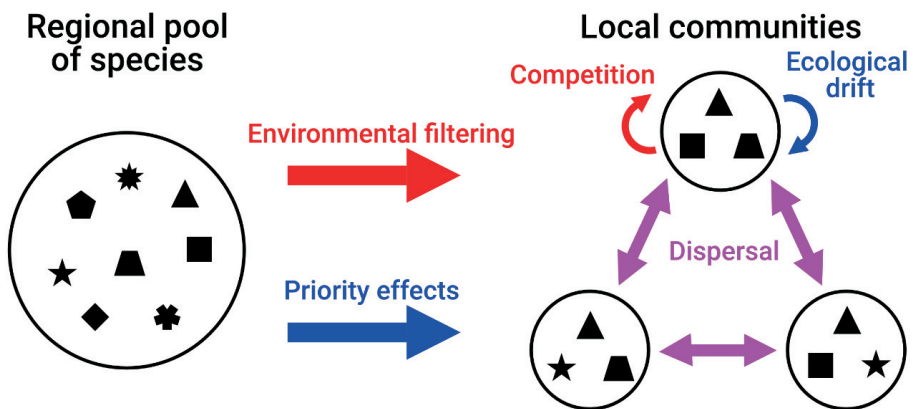 Regional pool
of species
Local communities
Competition
Ecological
drift
Environmental filtering
Dispersal
Priority effects